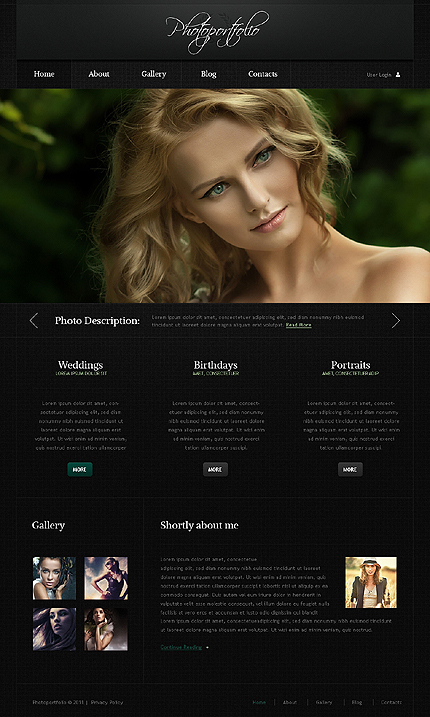 Photoportfolio
Home About Gallery Blog Contacts User Login
Photo Description:
Lorem ipsum dolor sit amet, consectetuer adipiscing elit, sed diam nonummy nibh euismod
tincidunt ut laoreet dolore magna aliquam erat volutpat. Read More
Weddings
LOREM IPSUM DOLOR SIT
Lorem ipsum dolor sit amet, con-
sectetuer adipiscing elit, sed diam
nonummy nibh euismod tincidunt ut
laoreet dolore magna aliquam erat
volutpat. Ut wisi enim ad minim veniam,
quis nostrud exerci tation ullamcorper
MORE
Birthdays
AMET, CONSECTETUER
Lorem ipsum dolor sit amet, consect-
etuer adipiscing elit, sed diam nonummy
nibh euismod tincidunt ut laoreet dolore
magna aliquam erat volutpat. Ut wisi enim
ad minim veniam, quis nostrud exerci
tation ullamcorper.
MORE
Portraits
AMET, CONSECTETUER ADIP
Lorem ipsum dolor sit amet, consect-
etuer adipiscing elit, sed diam nonummy
nibh euismod tincidunt ut laoreet dolore
magna aliquam erat volutpat. Ut wisi enim
ad minim veniam, quis nostrud exerci
tation ullamcorper.
MORE
Gallery
Shortly about me
Lorem ipsum dolor sit amet, consectetue
adipiscing elit, sed diam nonummy nibh euismod tincidunt ut laoreet
dolore magna aliquam erat volutpat. Ut wisi enim ad minim veniam, quis
nostrud exerci tation ullamcorper suscipit lobortis nisl ut aliquip ex ea
commodo consequat. Duis autem vel eum iriure dolor in hendrerit in
vulputate velit esse molestie consequat, vel illum dolore eu feugiat nulla
facilisis at vero eros et accumsan et iusto odio dignissim qui blandit.
Lorem ipsum dolor sit amet, consectetuer adipiscing elit, sed diam nonummy nibh euismod tincidunt
ut laoreet dolore magna aliquam erat volutpat. Ut wisi enim ad minim veniam, quis nostrud.
Continue Reading
Photoportfolio © 2013 | Privacy Policy
Home | About | Gallery | Blog | Contacts